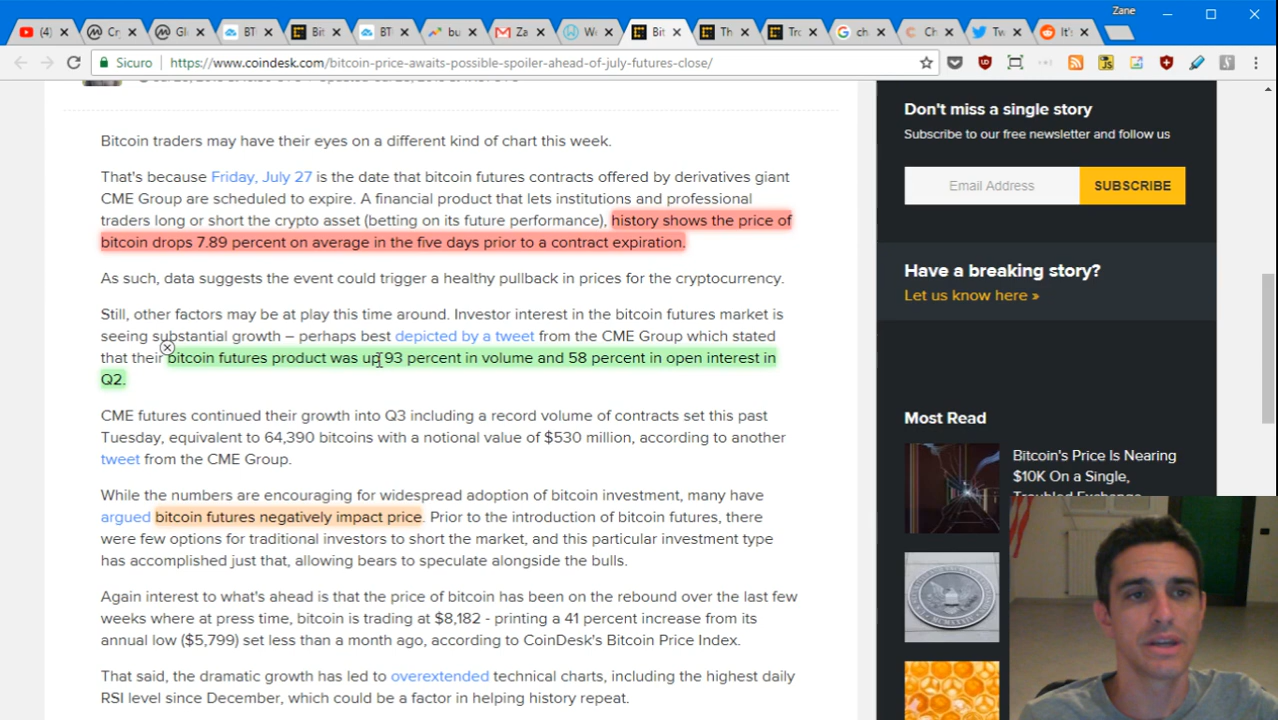 Zane
(4)
Cr
Gl
BT
Bit
BT
bu
Za
We
Bit
Th
Tro
ch
Ch
Tw
It's
Sicuro
https://www.coindesk.com/bitcoin-price-awaits-possible-spoiler-ahead-of-july-futures-close/
Bitcoin traders may have their eyes on a different kind of chart this week.
That's because Friday, July 27 is the date that bitcoin futures contracts offered by derivatives giant
CME Group are scheduled to expire. A financial product that lets institutions and professional
traders long or short the crypto asset (betting on its future performance), history shows the price of
bitcoin drops 7.89 percent on average in the five days prior to a contract expiration.
As such, data suggests the event could trigger a healthy pullback in prices for the cryptocurrency.
Still, other factors may be at play this time around. Investor interest in the bitcoin futures market is
seeing substantial growth – perhaps best depicted by a tweet from the CME Group which stated
that their bitcoin futures product was up 93 percent in volume and 58 percent in open interest in
Q2.
CME futures continued their growth into Q3 including a record volume of contracts set this past
Tuesday, equivalent to 64,390 bitcoins with a notional value of $530 million, according to another
tweet from the CME Group.
While the numbers are encouraging for widespread adoption of bitcoin investment, many have
argued bitcoin futures negatively impact price. Prior to the introduction of bitcoin futures, there
were few options for traditional investors to short the market, and this particular investment type
has accomplished just that, allowing bears to speculate alongside the bulls.
Again interest to what's ahead is that the price of bitcoin has been on the rebound over the last few
weeks where at press time, bitcoin is trading at $8,182 - printing a 41 percent increase from its
annual low ($5,799) set less than a month ago, according to CoinDesk's Bitcoin Price Index.
That said, the dramatic growth has led to overextended technical charts, including the highest daily
RSI level since December, which could be a factor in helping history repeat.
Don't miss a single story
Subscribe to our free newsletter and follow us
Email Address
SUBSCRIBE
Have a breaking story?
Let us know here »
Most Read
Bitcoin's Price Is Nearing
$10K On a Single,